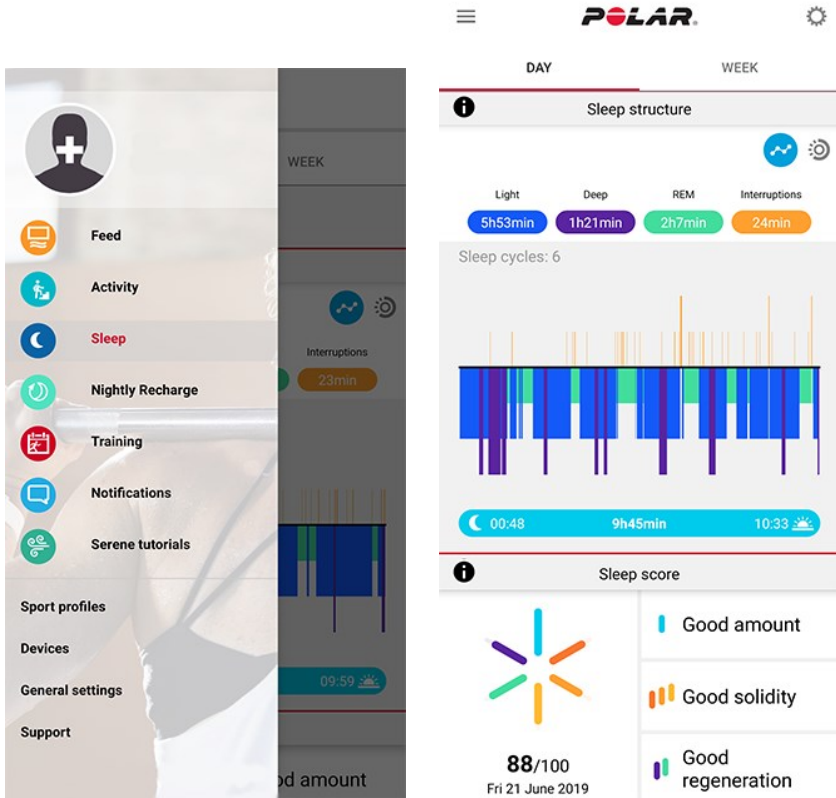 WEEK
Feed
Activity
Sleep
Interruptions
23min
Nightly Recharge
Training
Notifications
Serene tutorials
Sport profiles
Devices
09:59
General settings
Support
od amount
POLAR.
DAY
WEEK
Sleep structure
Light
Deep
REM
Interruptions
5h53min
1h21min
2h7min
24min
Sleep cycles: 6
00:48
9h45min
10:33
Sleep score
Good amount
Good solidity
Good
regeneration
88/100
Fri 21 June 2019